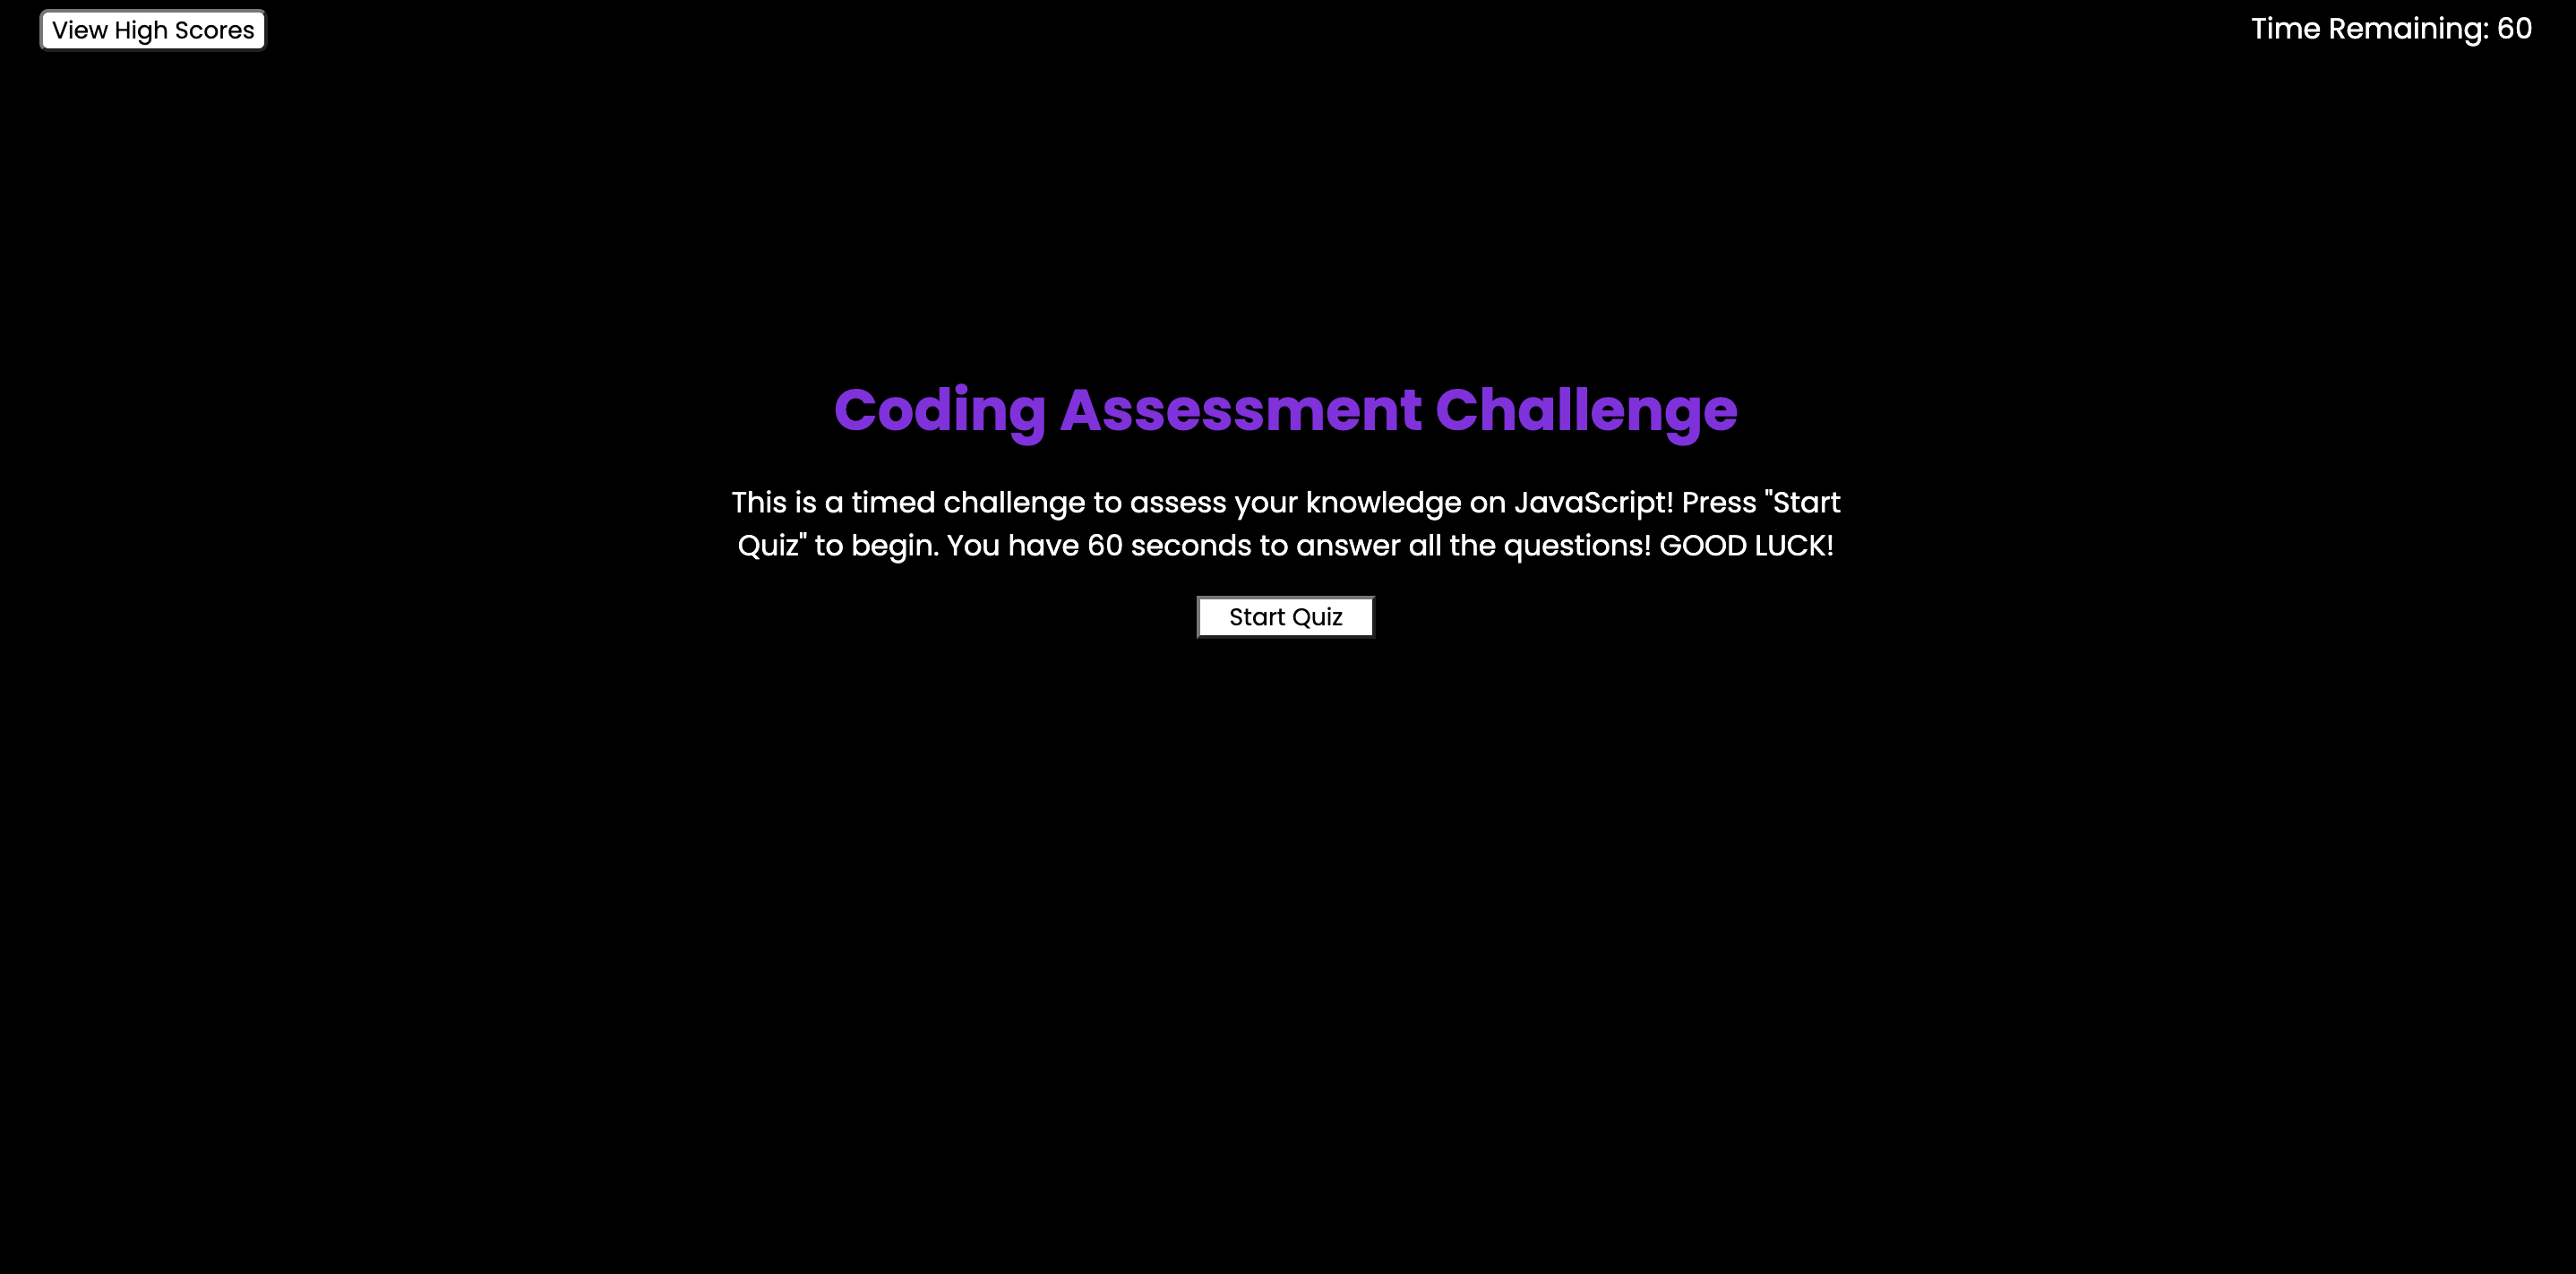 View High Scores
Time Remaining: 60
Coding Assessment Challenge
This is a timed challenge to assess your knowledge on JavaScript! Press "Start
Quiz" to begin. You have 60 seconds to answer all the questions! GOOD LUCK!
Start Quiz